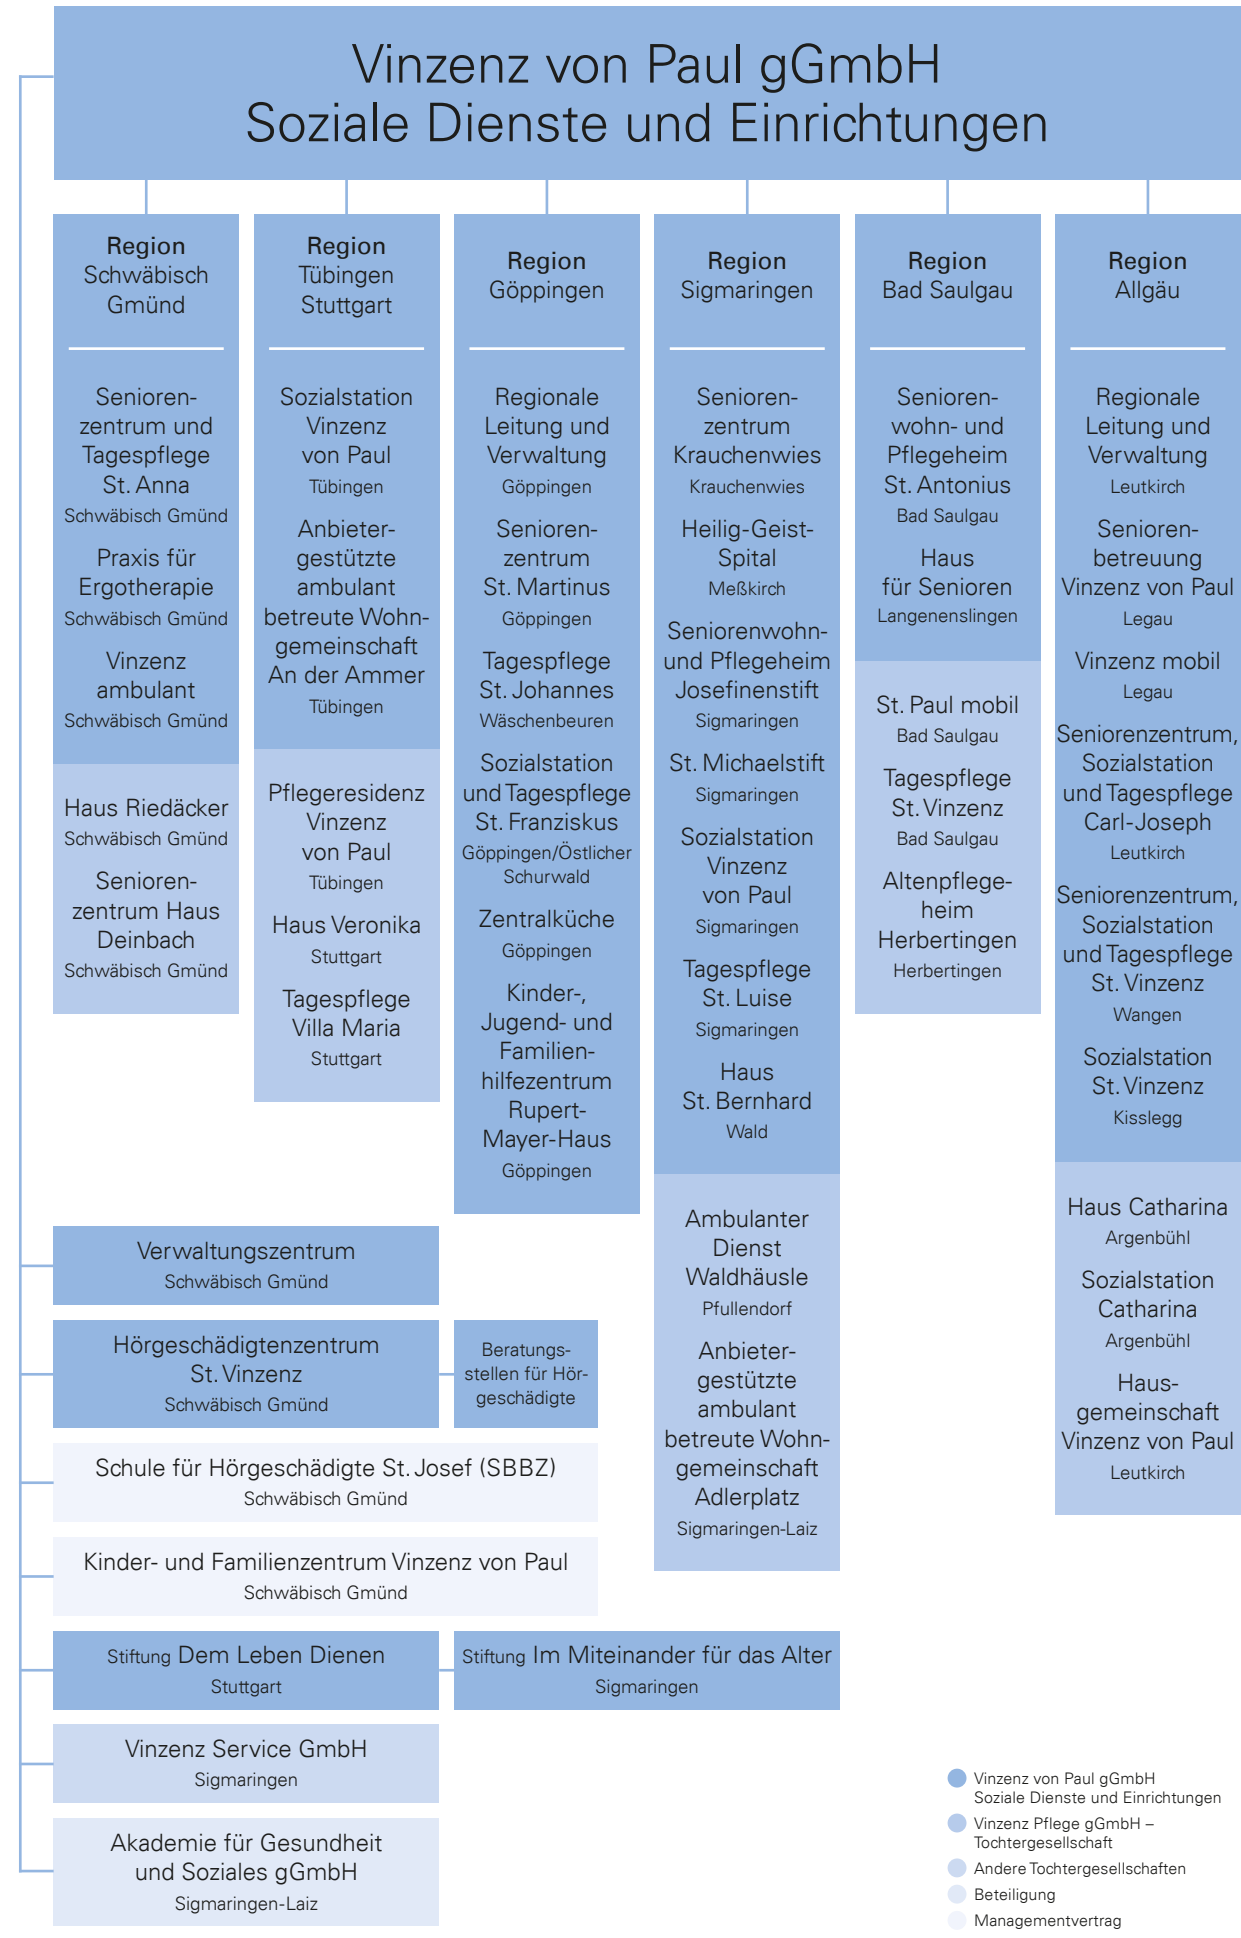 Vinzenz von Paul gGmbH
Soziale Dienste und Einrichtungen
Region
Schwäbisch
Gmünd
Senioren-
zentrum und
Tagespflege
St. Anna
Schwäbisch Gmünd
Praxis für
Ergotherapie
Schwäbisch Gmünd
Vinzenz
ambulant
Schwäbisch Gmünd
Haus Riedäcker
Schwäbisch Gmünd
Senioren-
zentrum Haus
Deinbach
Schwäbisch Gmünd
Region
Tübingen
Stuttgart
Sozialstation
Vinzenz
von Paul
Tübingen
Anbieter-
gestützte
ambulant
betreute Wohn-
gemeinschaft
An der Ammer
Tübingen
Pflegeresidenz
Vinzenz
von Paul
Tübingen
Haus Veronika
Stuttgart
Tagespflege
Villa Maria
Stuttgart
Region
Göppingen
Regionale
Leitung und
Verwaltung
Göppingen
Senioren-
zentrum
St. Martinus
Göppingen
Tagespflege
St. Johannes
Wäschenbeuren
Sozialstation
und Tagespflege
St. Franziskus
Göppingen/Östlicher
Schurwald
Zentralküche
Göppingen
Kinder-,
Jugend- und
Familien-
hilfezentrum
Rupert-
Mayer-Haus
Göppingen
Region
Sigmaringen
Senioren-
zentrum
Krauchenwies
Krauchenwies
Heilig-Geist-
Spital
Meßkirch
Seniorenwohn-
und Pflegeheim
Josefinenstift
Sigmaringen
St. Michaelstift
Sigmaringen
Sozialstation
Vinzenz
von Paul
Sigmaringen
Tagespflege
St. Luise
Sigmaringen
Haus
St. Bernhard
Wald
Ambulanter
Dienst
Waldhäusle
Pfullendorf
Anbieter-
gestützte
ambulant
betreute Wohn-
gemeinschaft
Adlerplatz
Sigmaringen-Laiz
Region
Bad Saulgau
Senioren-
wohn- und
Pflegeheim
St. Antonius
Bad Saulgau
Haus
für Senioren
Langenenslingen
St. Paul mobil
Bad Saulgau
Tagespflege
St. Vinzenz
Bad Saulgau
Altenpflege-
heim
Herbertingen
Herbertingen
Region
Allgäu
Regionale
Leitung und
Verwaltung
Leutkirch
Senioren-
betreuung
Vinzenz von Paul
Legau
Vinzenz mobil
Legau
Seniorenzentrum,
Sozialstation
und Tagespflege
Carl-Joseph
Leutkirch
Seniorenzentrum,
Sozialstation
und Tagespflege
St. Vinzenz
Wangen
Sozialstation
St. Vinzenz
Kisslegg
Haus Catharina
Argenbühl
Sozialstation
Catharina
Argenbühl
Haus-
gemeinschaft
Vinzenz von Paul
Leutkirch
Verwaltungszentrum
Schwäbisch Gmünd
Hörgeschädigtenzentrum
St. Vinzenz
Schwäbisch Gmünd
Beratungs-
stellen für Hör-
geschädigte
Schule für Hörgeschädigte St. Josef (SBBZ)
Schwäbisch Gmünd
Kinder- und Familienzentrum Vinzenz von Paul
Schwäbisch Gmünd
Stiftung Dem Leben Dienen
Stuttgart
Stiftung Im Miteinander für das Alter
Sigmaringen
Vinzenz Service GmbH
Sigmaringen
Akademie für Gesundheit
und Soziales gGmbH
Sigmaringen-Laiz
Vinzenz von Paul gGmbH
Soziale Dienste und Einrichtungen
Vinzenz Pflege gGmbH –
Tochtergesellschaft
Andere Tochtergesellschaften
Beteiligung
Managementvertrag